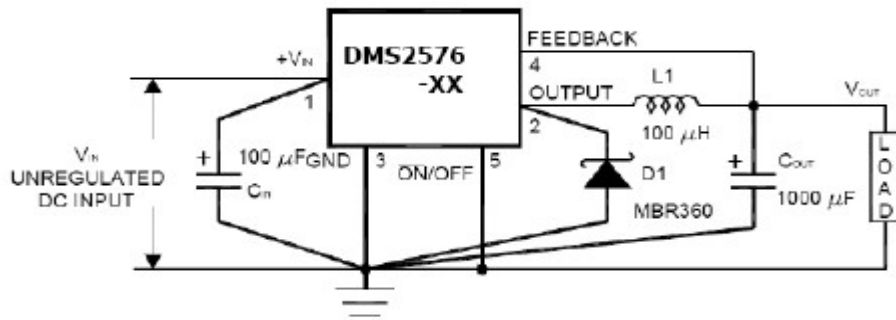 DMS2576
-XX
+VIN
1
FEEDBACK
4
OUTPUT
2
L1
100 μH
VOUT
VIN
UNREGULATED
DC INPUT
+
100 μF
CIN
GND
3
ON/OFF
5
D1
MBR360
+
COUT
1000 μF
LOAD